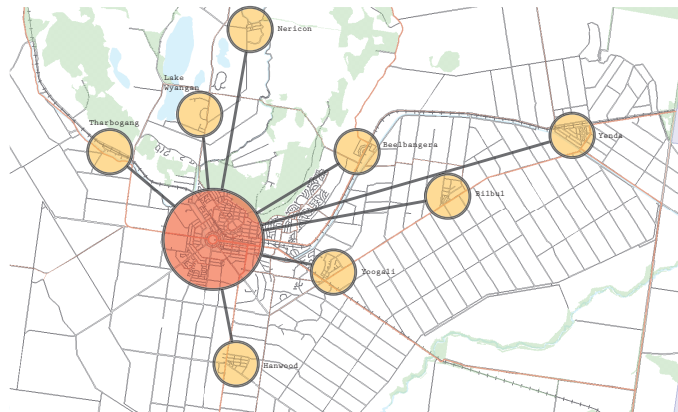 Nericon
Lake
Wyangan
Tharbogang
Beelbangera
Yenda
Bilbul
Yoogali
Hanwood